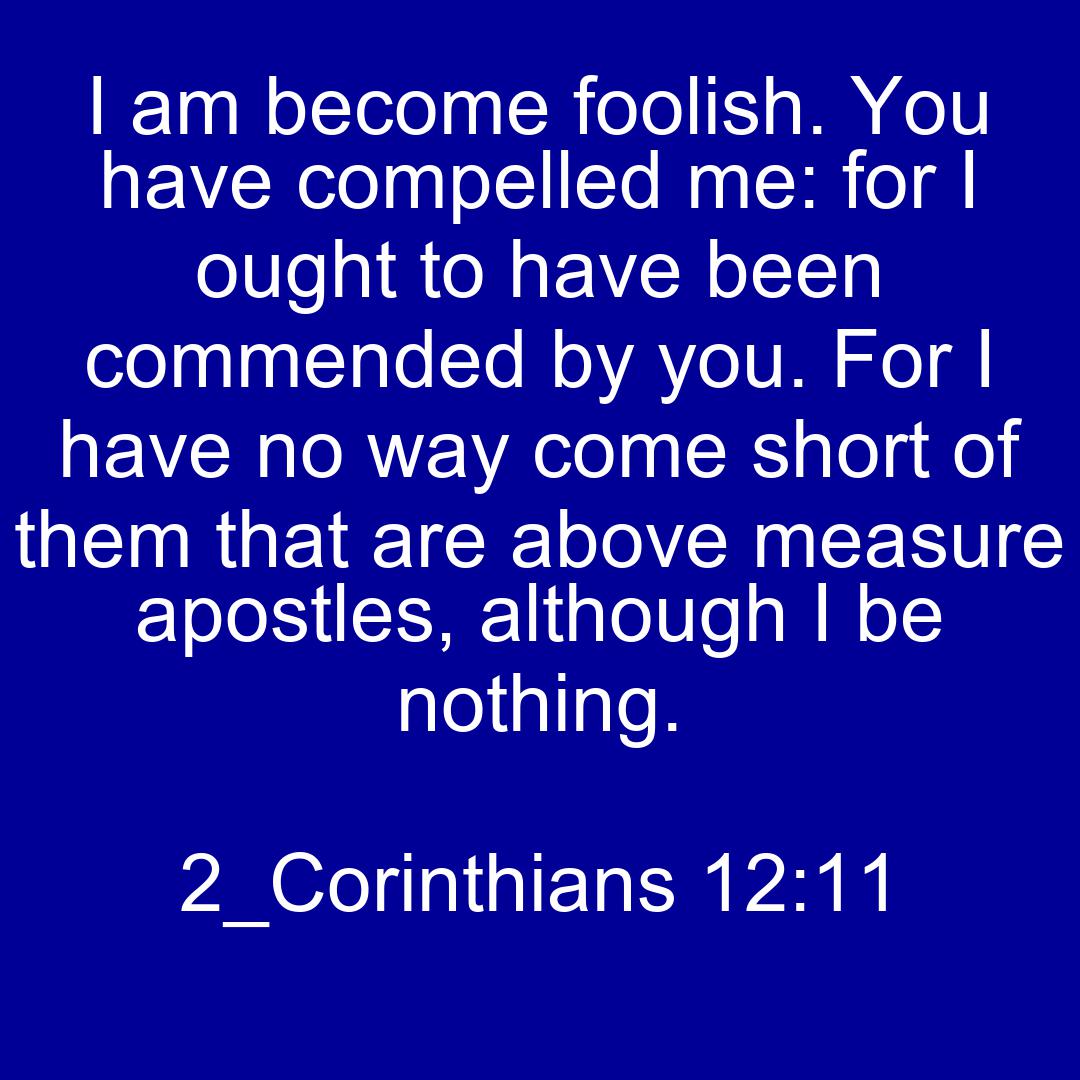 I am become foolish. You
have compelled me: for I
ought to have been
commended by you. For I
have no way come short of
them that are above measure
apostles, although I be
nothing.
2_Corinthians 12:11